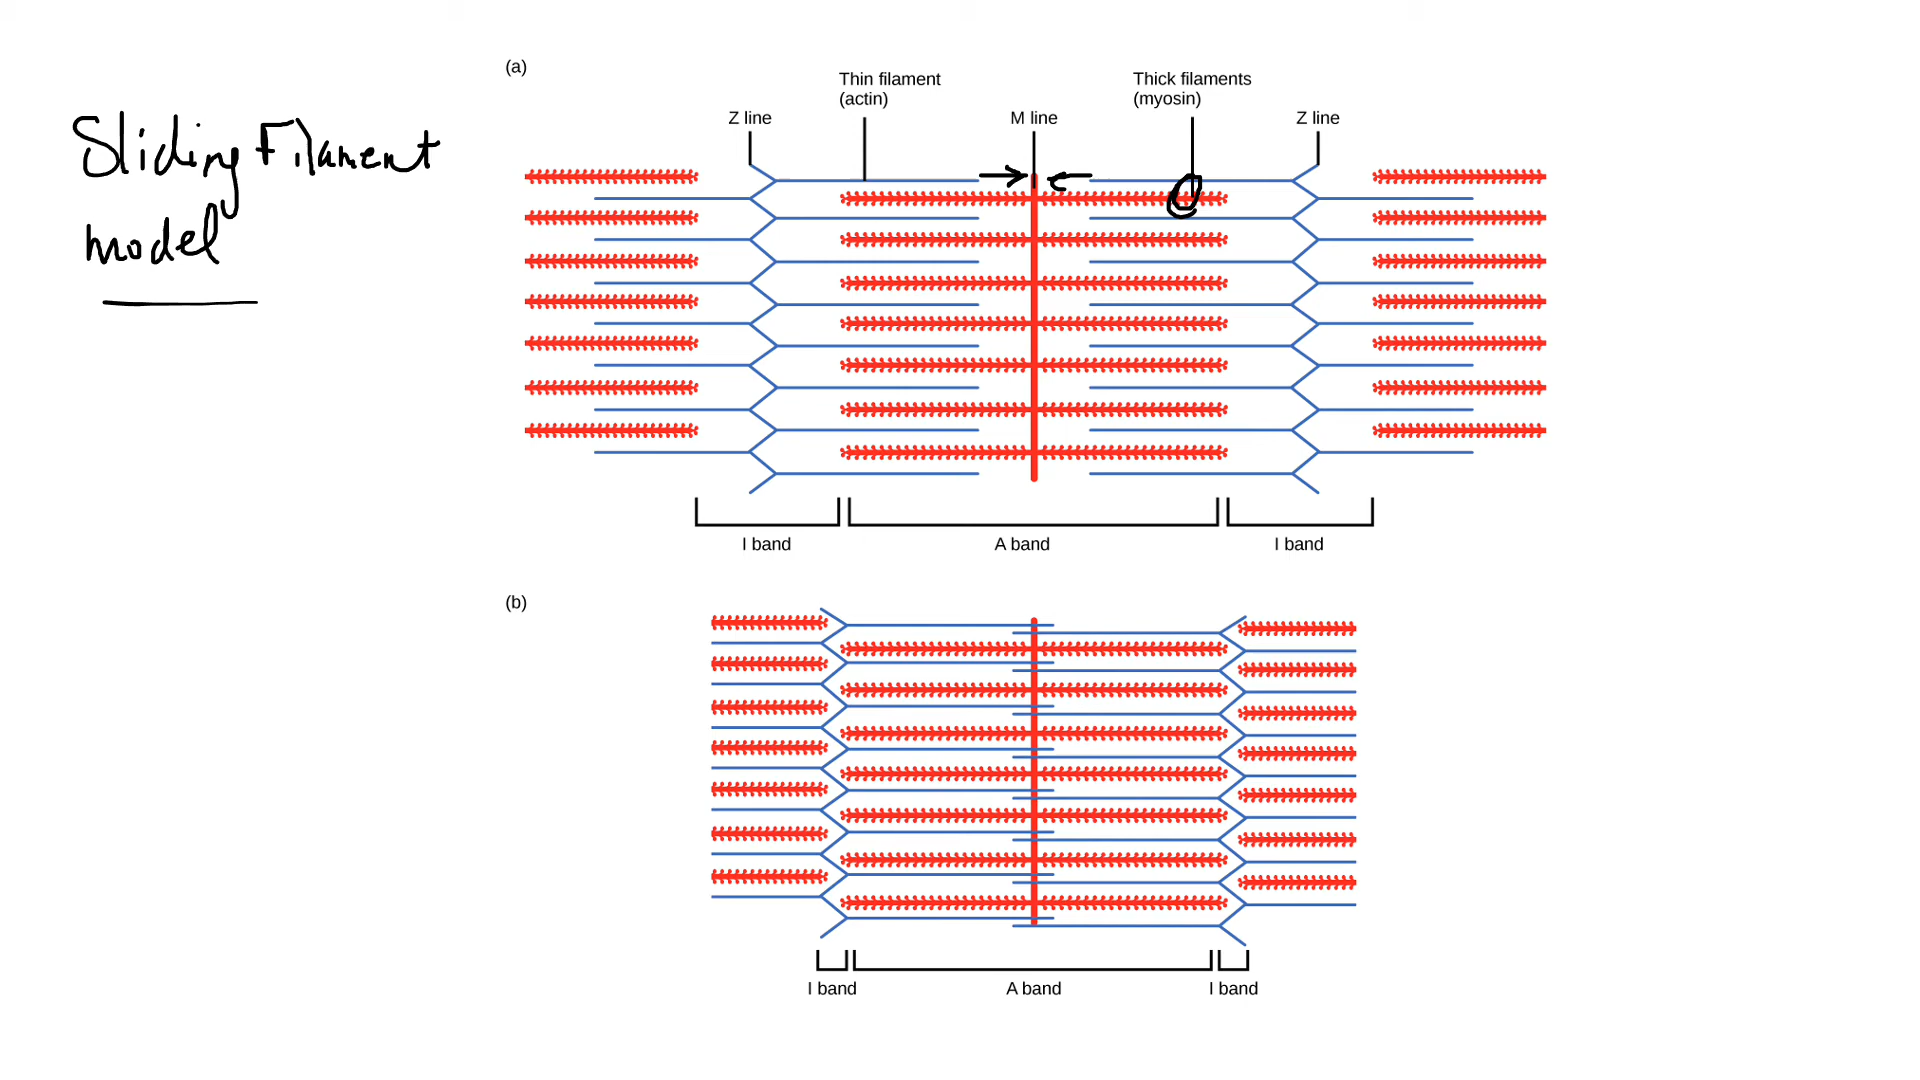 Sliding Filament
model
(a)
Thin filament
(actin)
Thick filaments
(myosin)
Z line
M line
Z line
I band
A band
I band
(b)
I band
A band
I band